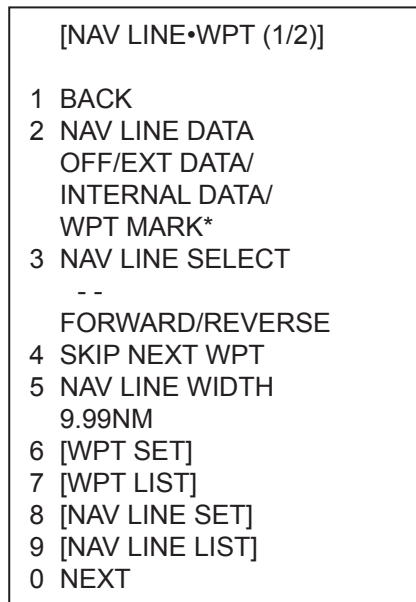 [NAV LINE•WPT (1/2)]
1 BACK
2 NAV LINE DATA
OFF/EXT DATA/
INTERNAL DATA/
WPT MARK*
3 NAV LINE SELECT
- -
FORWARD/REVERSE
4 SKIP NEXT WPT
5 NAV LINE WIDTH
9.99NM
6 [WPT SET]
7 [WPT LIST]
8 [NAV LINE SET]
9 [NAV LINE LIST]
0 NEXT